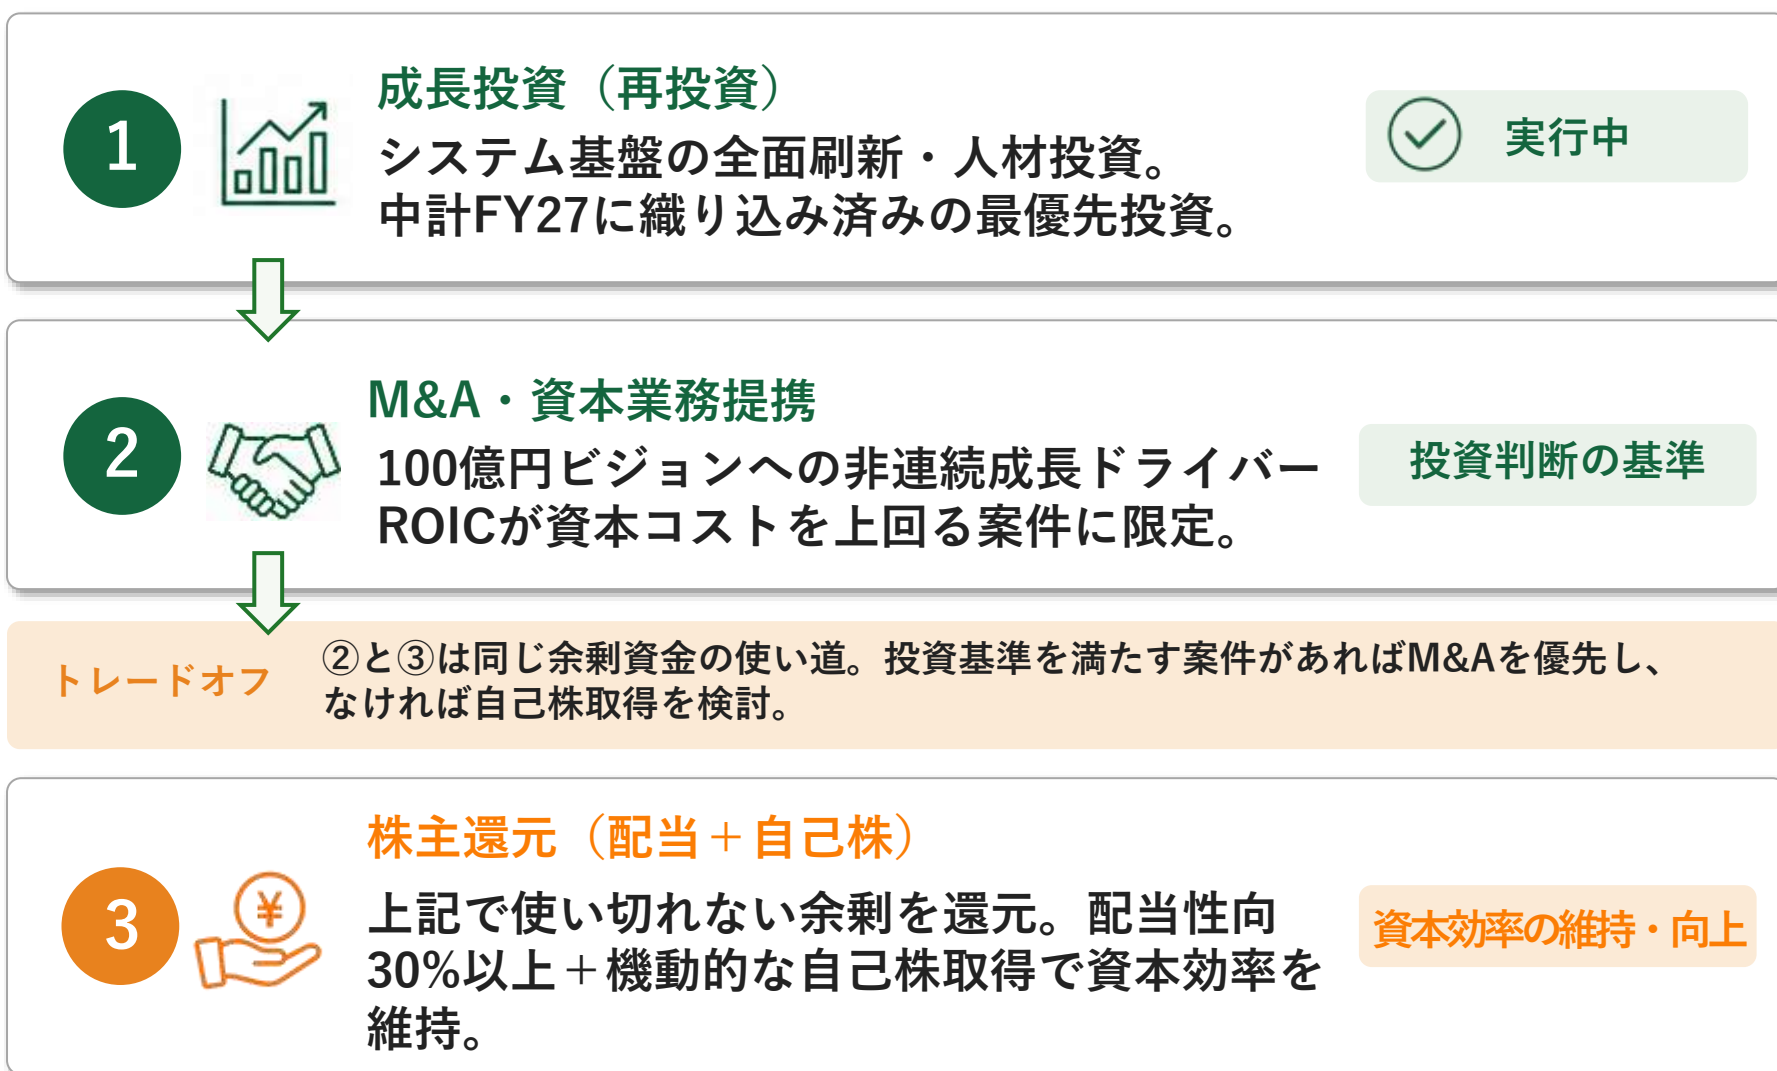 1
成長投資（再投資）
システム基盤の全面刷新・人材投資。
中計FY27に織り込み済みの最優先投資。
実行中
2
M&A・資本業務提携
100億円ビジョンへの非連続成長ドライバー
ROICが資本コストを上回る案件に限定。
投資判断の基準
トレードオフ
②と③は同じ余剰資金の使い道。投資基準を満たす案件があればM&Aを優先し、
なければ自己株取得を検討。
3
¥
株主還元（配当＋自己株）
上記で使い切れない余剰を還元。配当性向
30%以上＋機動的な自己株取得で資本効率を
維持。
資本効率の維持・向上